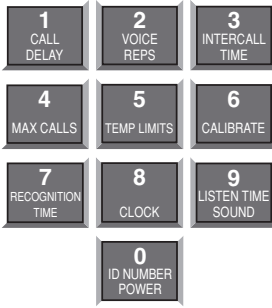 1
CALL
DELAY
2
VOICE
REPS
3
INTERCALL
TIME
4
MAX CALLS
5
TEMP LIMITS
6
CALIBRATE
7
RECOGNITION
TIME
8
CLOCK
9
LISTEN TIME
SOUND
0
ID NUMBER
POWER